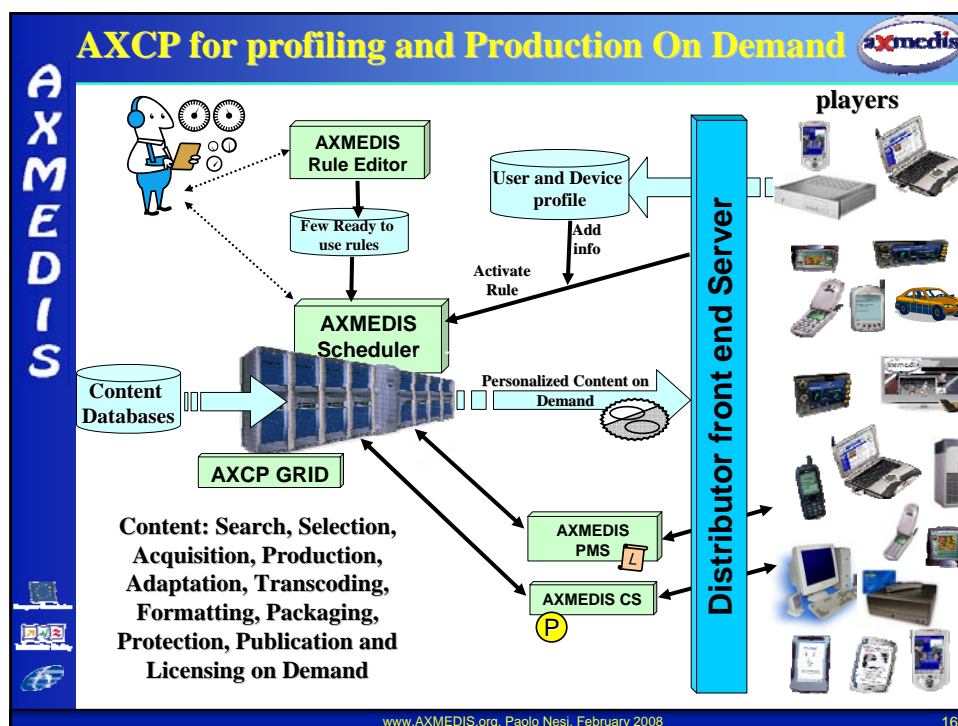 AXCP for profiling and Production On Demand
axmedis
AXMEDIS
players
AXMEDIS
Rule Editor
User and Device
profile
Few Ready to
use rules
Add
info
Activate
Rule
AXMEDIS
Scheduler
Content
Databases
Personalized Content on
Demand
AXCP GRID
Distributor front end Server
Content: Search, Selection,
Acquisition, Production,
Adaptation, Transcoding,
Formatting, Packaging,
Protection, Publication and
Licensing on Demand
AXMEDIS
PMS
L
AXMEDIS CS
P
www.AXMEDIS.org, Paolo Nesi, February 2008
16